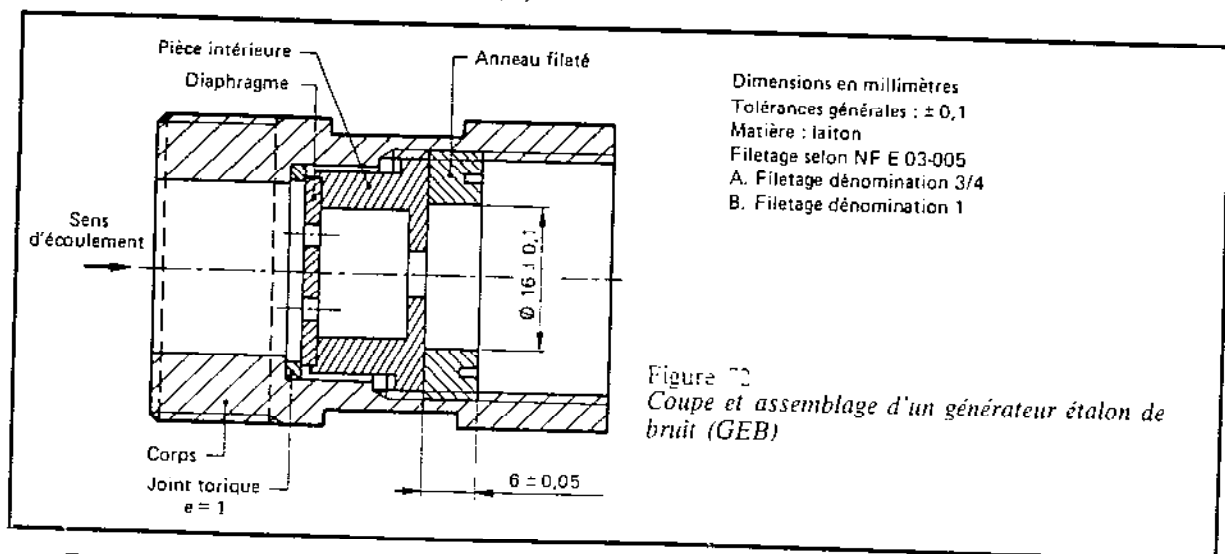 Pièce intérieure
Diaphragme
Anneau fileté
Dimensions en millimètres
Tolérances générales : ± 0,1
Matière : laiton
Filetage selon NF E 03-005
A. Filetage dénomination 3/4
B. Filetage dénomination 1
Sens
d'écoulement
Ø 16 ± 0,1
Figure
Coupe et assemblage d'un générateur étalon de
bruit (GEB)
Corps
Joint torique
e = 1
6 ± 0,05